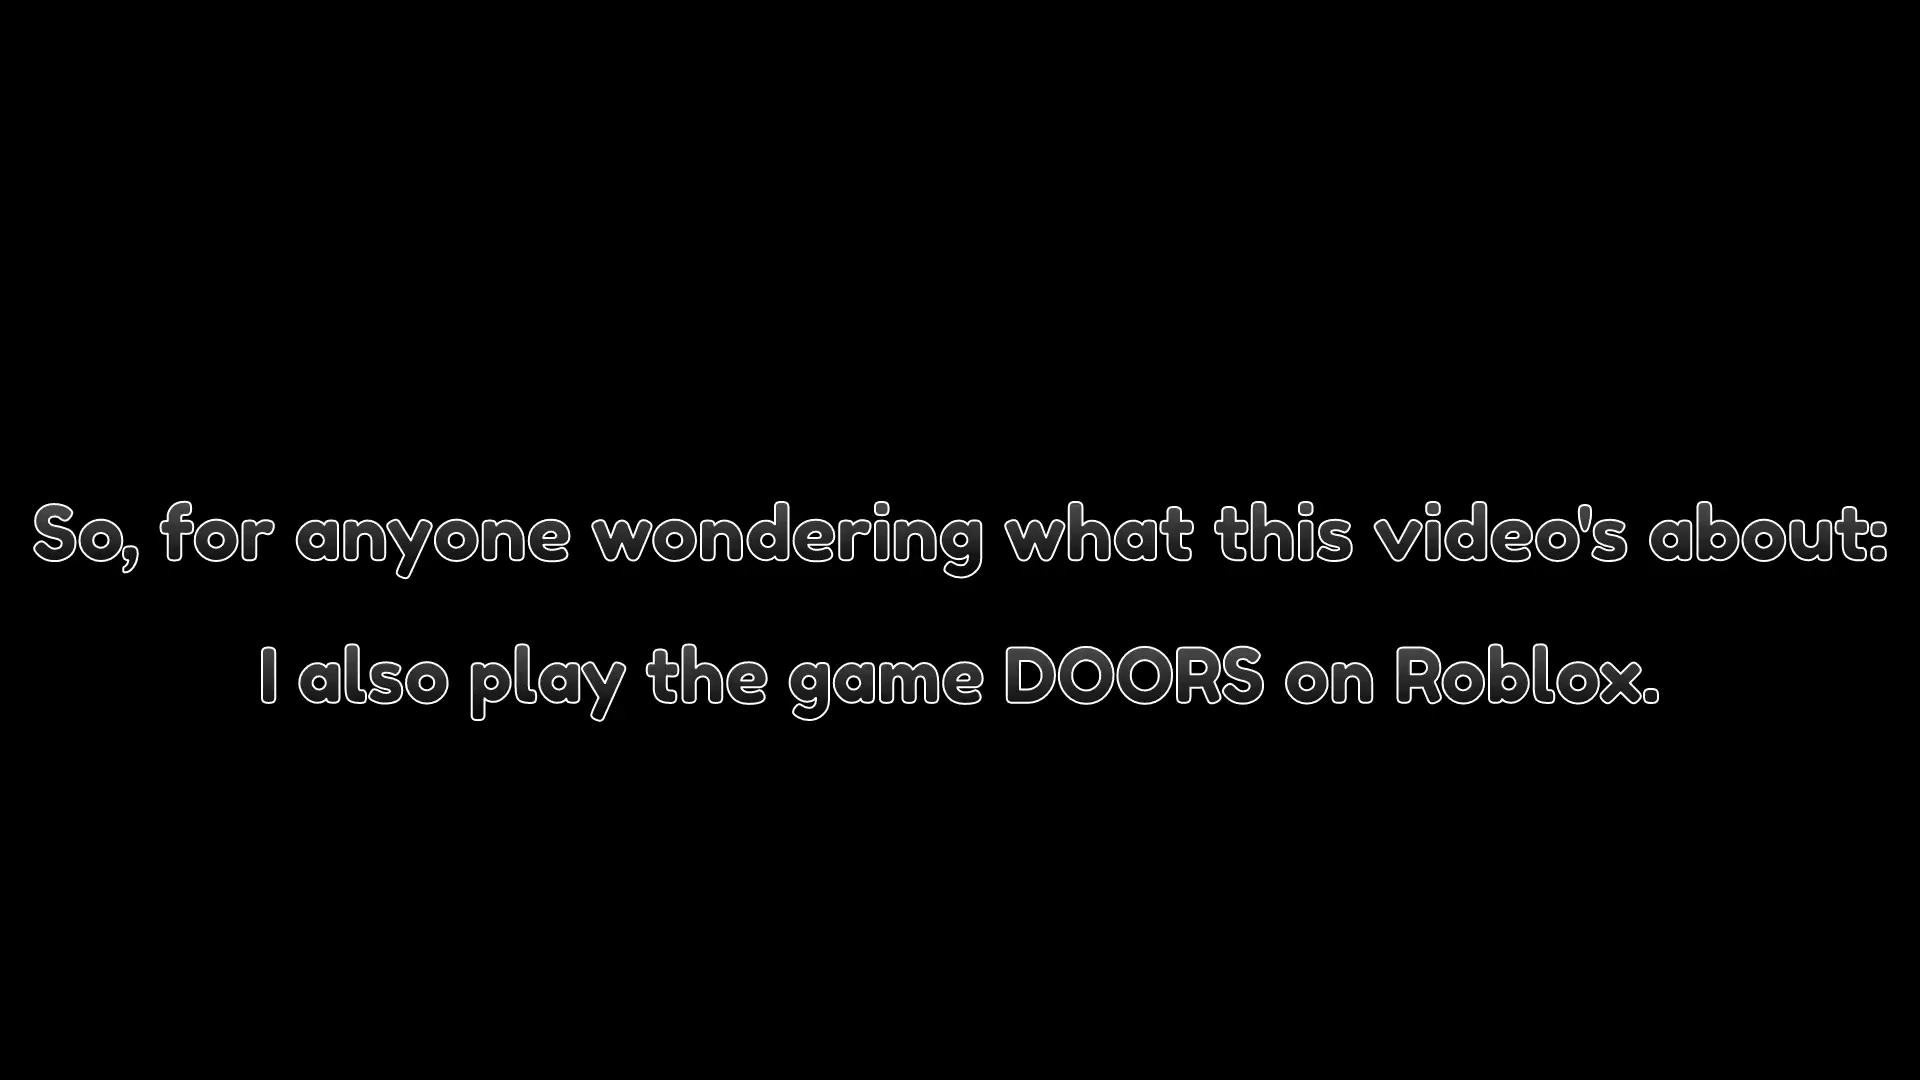 So, for anyone wondering what this video's about:
I also play the game DOORS on Roblox.